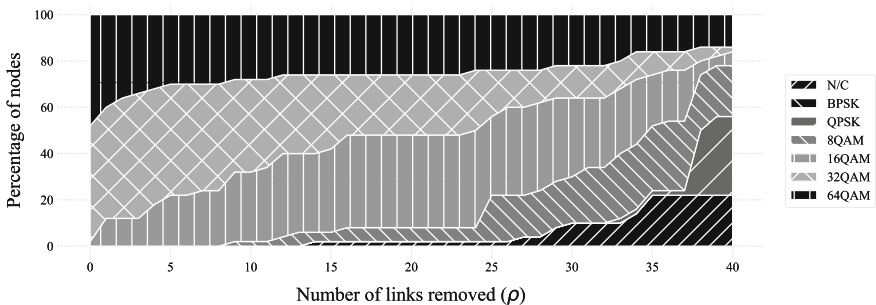 100
80
60
40
20
0
Percentage of nodes
0 5 10 15 20 25 30 35 40
Number of links removed (ρ)
N/C
BPSK
QPSK
8QAM
16QAM
32QAM
64QAM